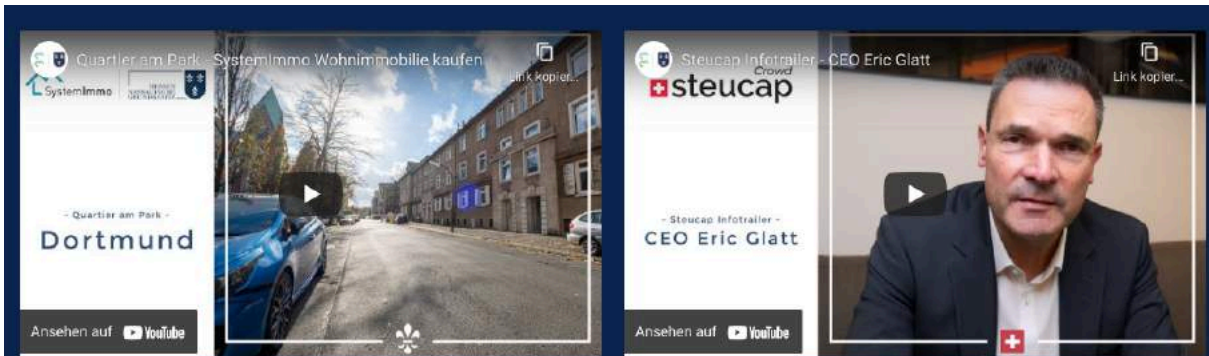 Quartier am Park - SystemImmo Wohnimmobilie kaufen
Link kopier...
SystemImmo
- Quartier am Park -
Dortmund
Ansehen auf YouTube
Steucap Infotrailer - CEO Eric Glatt
Link kopier...
Crowd
steucap
- Steucap Infotrailer -
CEO Eric Glatt
Ansehen auf YouTube